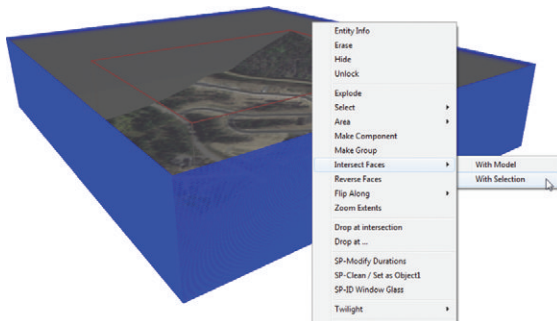 Entity Info
Erase
Hide
Unlock
Explode
Select
Area
Make Component
Make Group
Intersect Faces
With Model
Reverse Faces
With Selection
Flip Along
Zoom Extents
Drop at intersection
Drop at ...
SP-Modify Durations
SP-Clean / Set as Object1
SP-ID Window Glass
Twilight